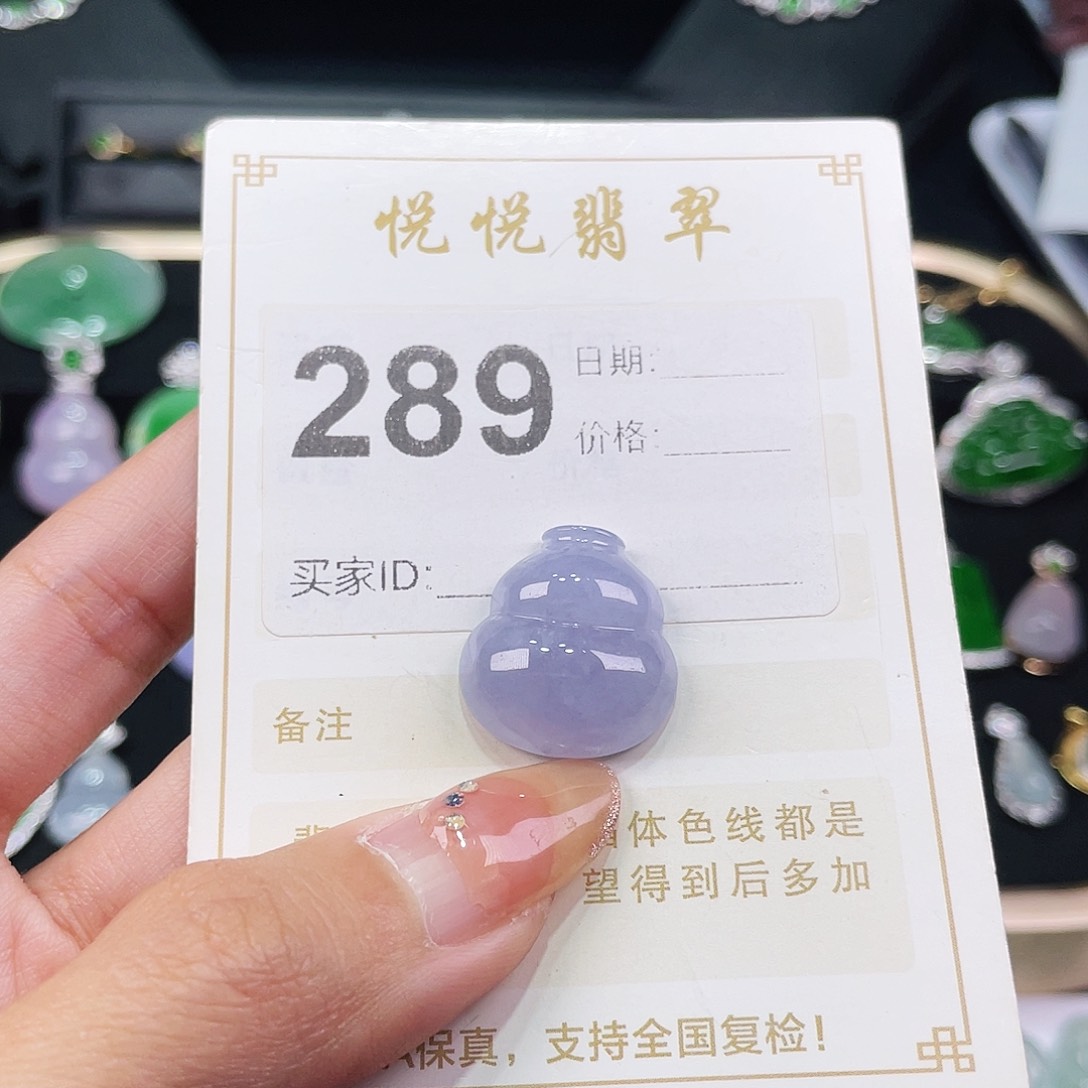 悦悦翡翠
289
日期:
价格:
买家ID:
备注
体色线都是
望得到后多加
A保真，支持全国复检!